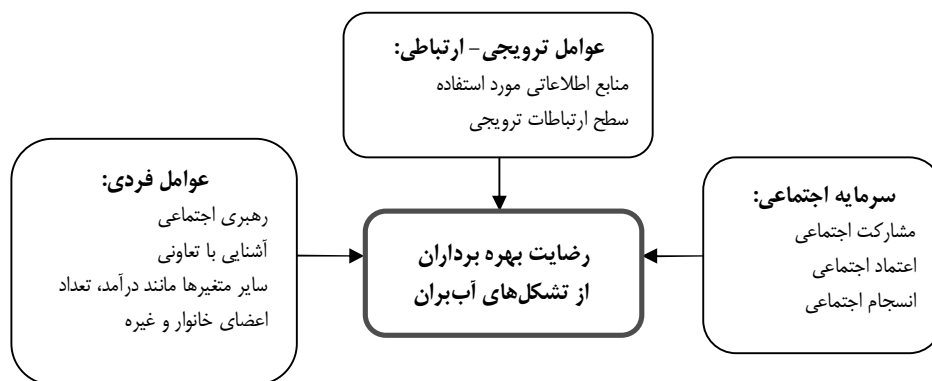 عوامل ترویجی- ارتباطی:
منابع اطلاعاتی مورد استفاده
سطح ارتباطات ترویجی
سرمایه اجتماعی:
مشارکت اجتماعی
اعتماد اجتماعی
انسجام اجتماعی
رضایت بهره برداران
از تشکل‌های آب‌بران
عوامل فردی:
رهبری اجتماعی
آشنایی با تعاونی
سایر متغیرها مانند درآمد، تعداد
اعضای خانوار و غیره